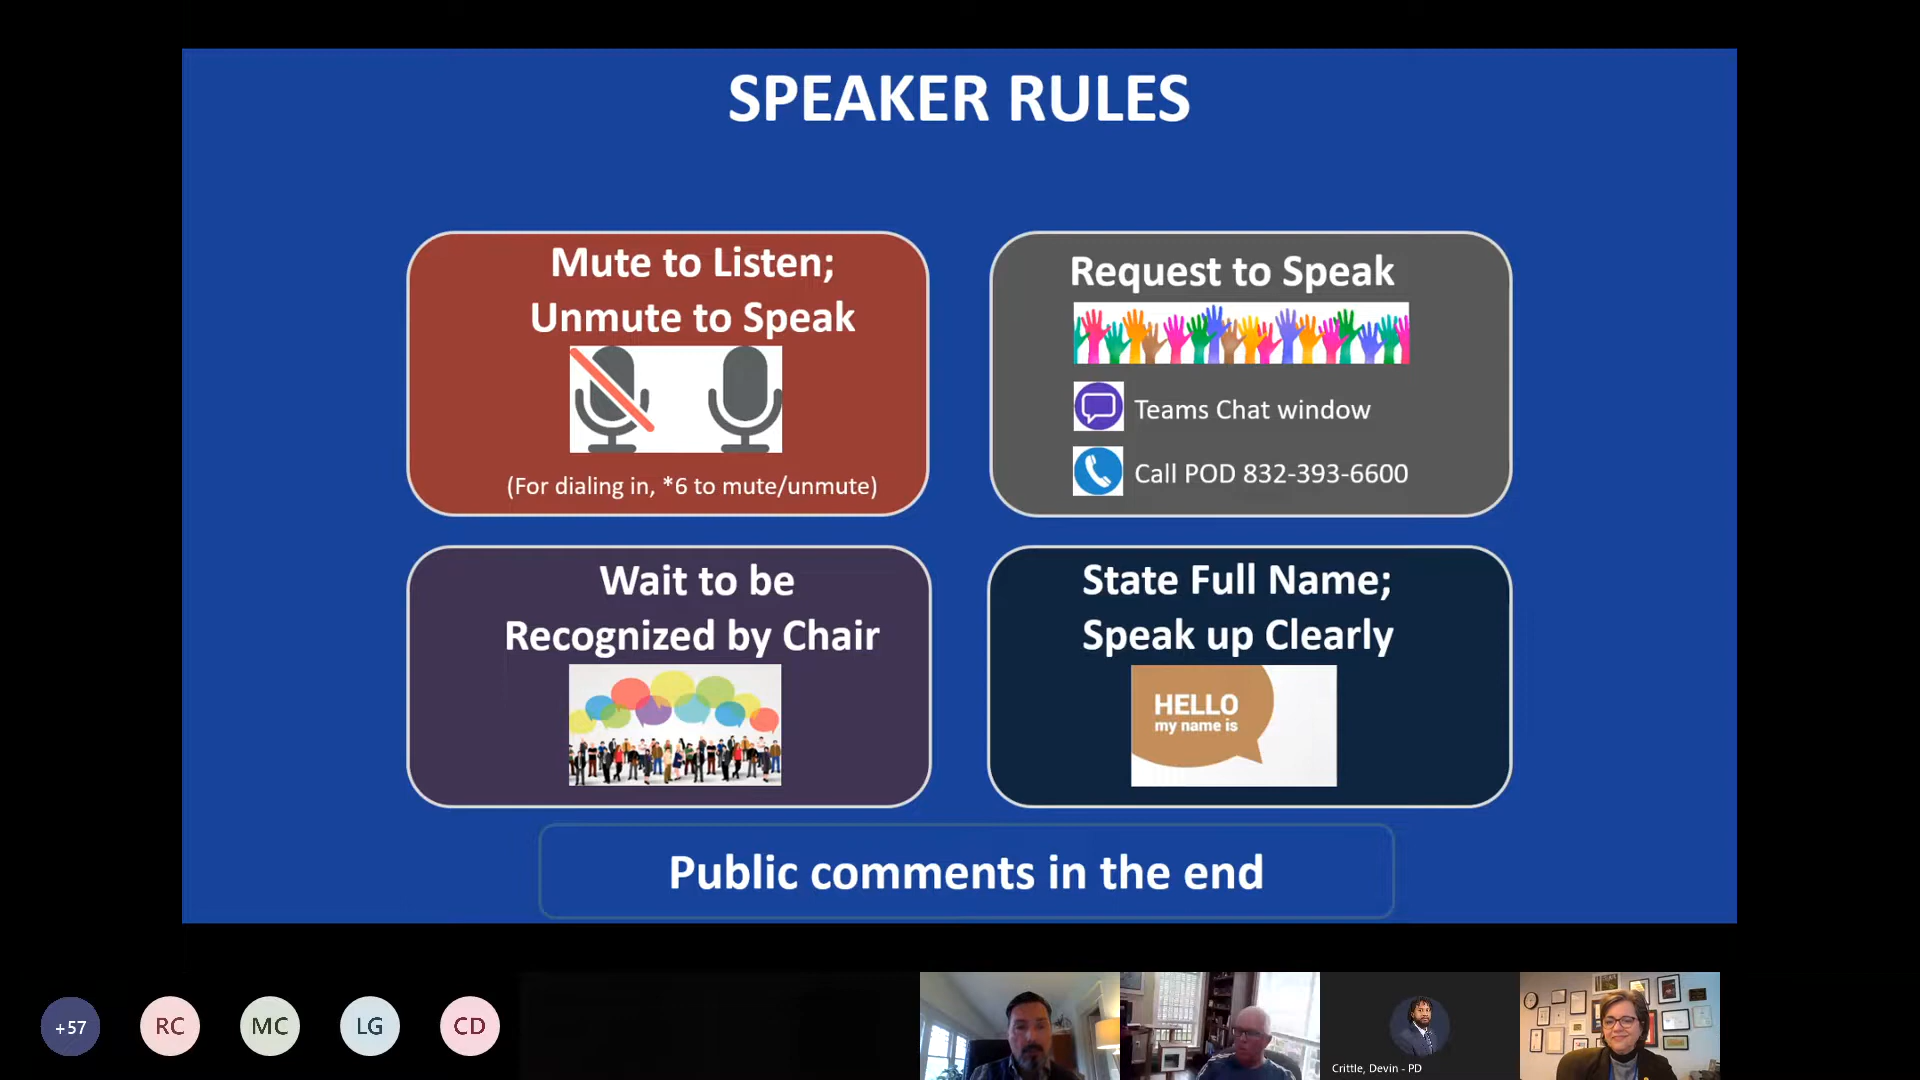 SPEAKER RULES
Mute to Listen;
Unmute to Speak
(For dialing in, *6 to mute/unmute)
Request to Speak
Teams Chat window
Call POD 832-393-6600
Wait to be
Recognized by Chair
State Full Name;
Speak up Clearly
HELLO
my name is
Public comments in the end
+57
RC
MC
LG
CD
Crittle, Devin - PD